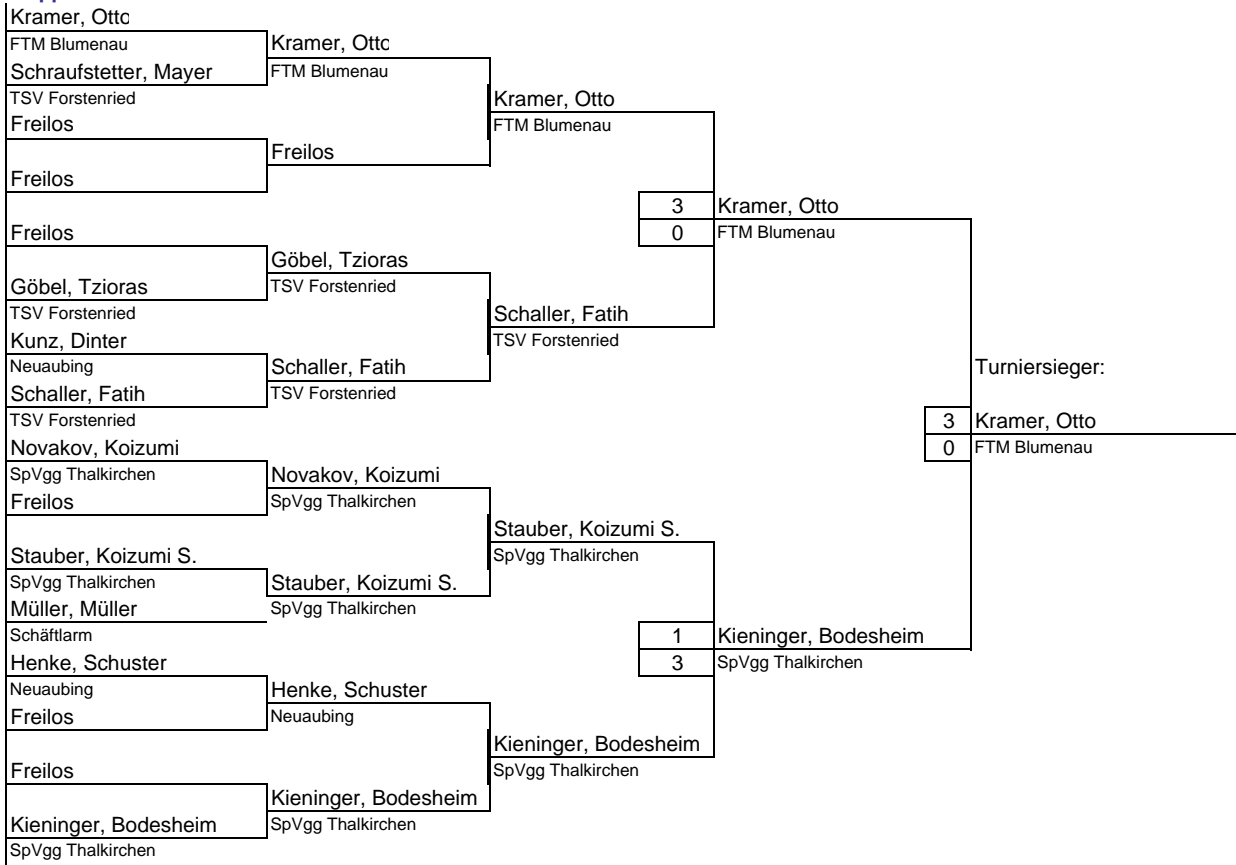 Kramer, Otto
FTM Blumenau
Schraufstetter, Mayer
TSV Forstenried
Freilos
Freilos
Freilos
Göbel, Tzioras
TSV Forstenried
Kunz, Dinter
Neuaubing
Schaller, Fatih
TSV Forstenried
Novakov, Koizumi
SpVgg Thalkirchen
Freilos
Stauber, Koizumi S.
SpVgg Thalkirchen
Müller, Müller
Schäftlarm
Henke, Schuster
Neuaubing
Freilos
Freilos
Kieninger, Bodesheim
SpVgg Thalkirchen
Kramer, Otto
FTM Blumenau
Freilos
Göbel, Tzioras
TSV Forstenried
Schaller, Fatih
TSV Forstenried
Novakov, Koizumi
SpVgg Thalkirchen
Stauber, Koizumi S.
SpVgg Thalkirchen
Henke, Schuster
Neuaubing
Kieninger, Bodesheim
SpVgg Thalkirchen
Kramer, Otto
FTM Blumenau
Schaller, Fatih
TSV Forstenried
Stauber, Koizumi S.
SpVgg Thalkirchen
Kieninger, Bodesheim
SpVgg Thalkirchen
3 Kramer, Otto
0 FTM Blumenau
1 Kieninger, Bodesheim
3 SpVgg Thalkirchen
Turniersieger:
3 Kramer, Otto
0 FTM Blumenau